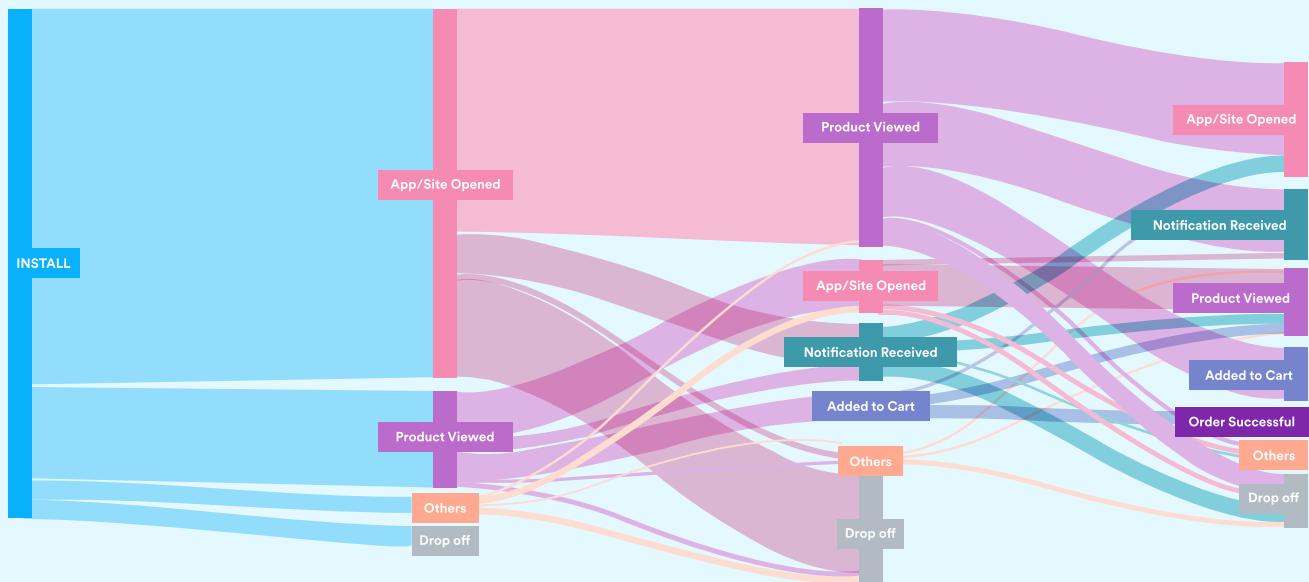 INSTALL
App/Site Opened
Product Viewed
Others
Drop off
Product Viewed
App/Site Opened
Notification Received
Added to Cart
Others
Drop off
App/Site Opened
Notification Received
Product Viewed
Added to Cart
Order Successful
Others
Drop off